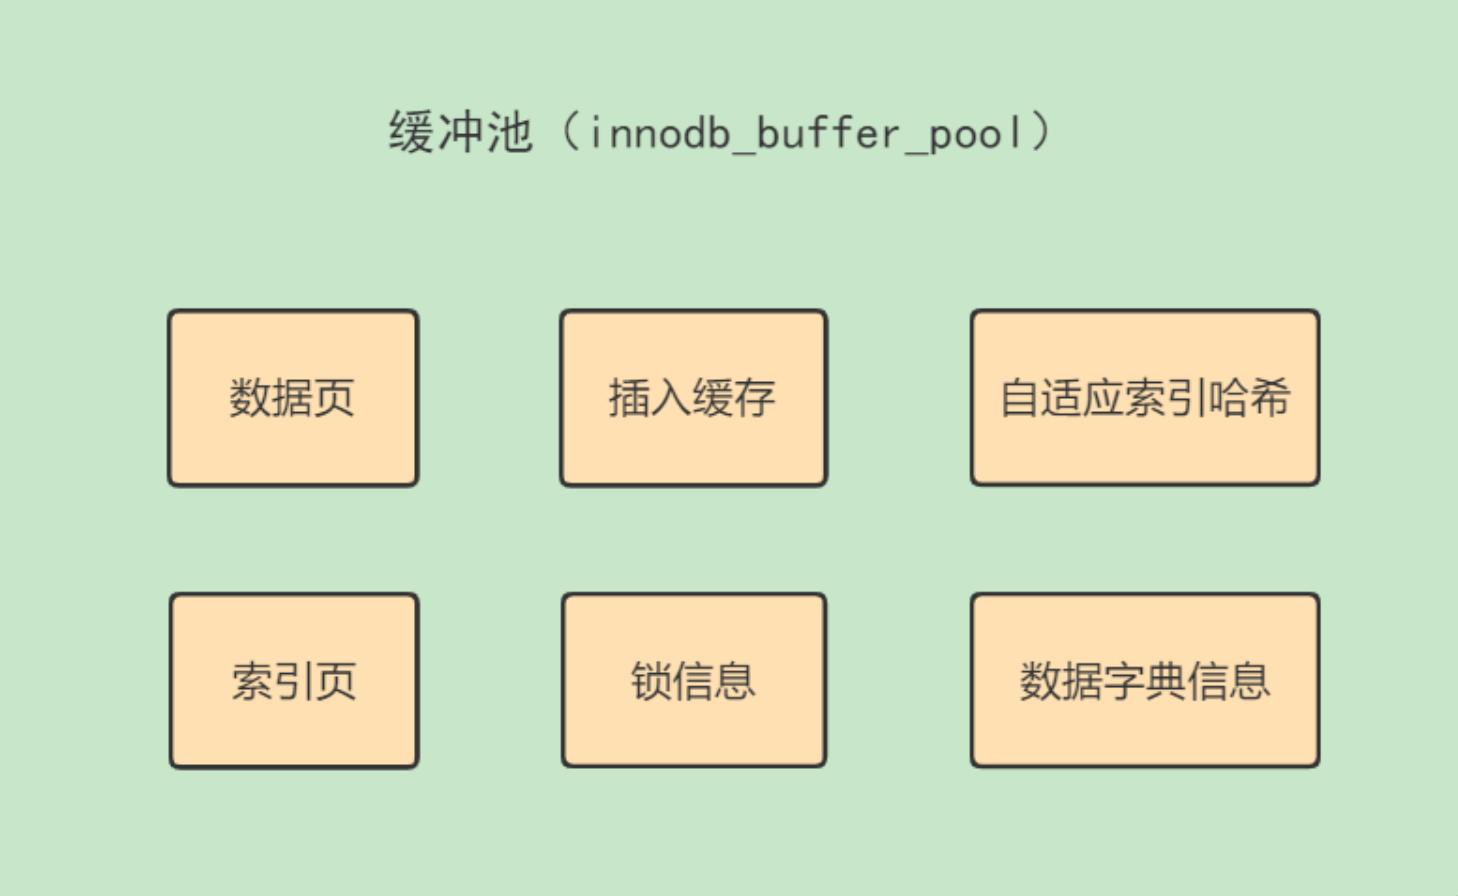 缓冲池（innodb_buffer_pool）
数据页
插入缓存
自适应索引哈希
索引页
锁信息
数据字典信息